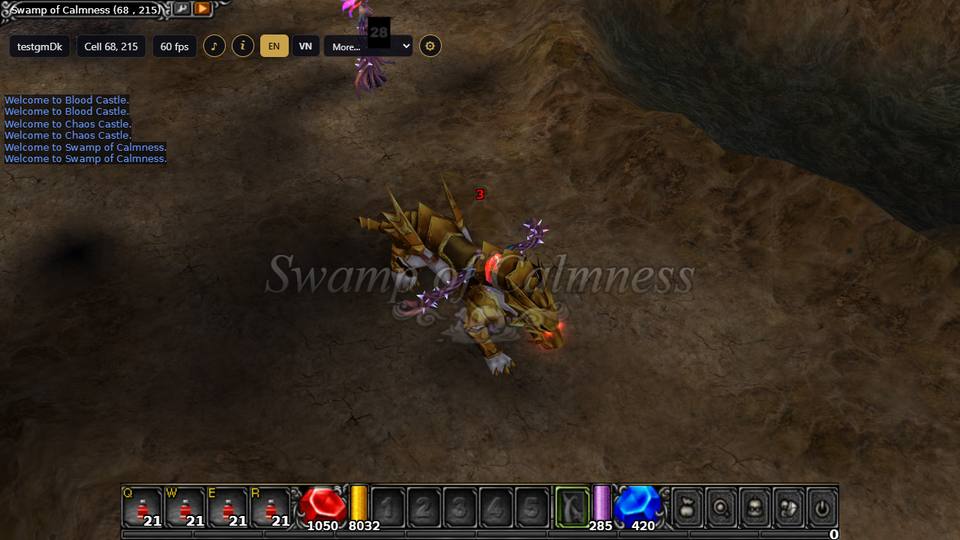 Swamp of Calmness (68 , 215)
testgmDk
Cell 68, 215
60 fps
♪
i
EN
VN
More...
28
Welcome to Blood Castle.
Welcome to Blood Castle.
Welcome to Chaos Castle.
Welcome to Chaos Castle.
Welcome to Swamp of Calmness.
Welcome to Swamp of Calmness.
3
Swamp of Calmness
Q W E R
1 2 3 4 5
21 21 21 21 1050 8032 285 420
0